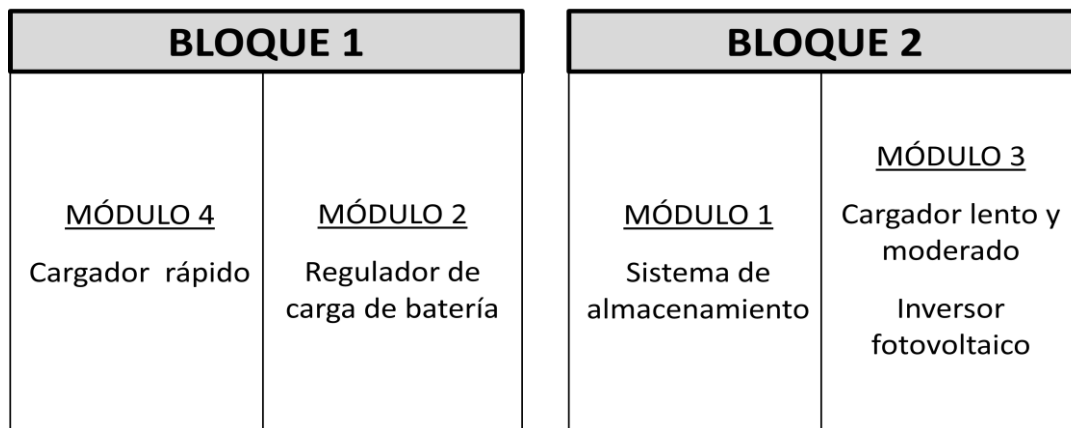 BLOQUE 1
MÓDULO 4
Cargador rápido
MÓDULO 2
Regulador de
carga de batería
BLOQUE 2
MÓDULO 1
Sistema de
almacenamiento
MÓDULO 3
Cargador lento y
moderado
Inversor
fotovoltaico